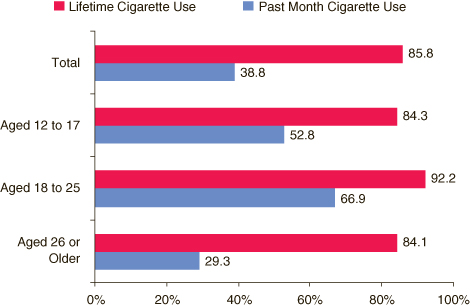 Lifetime Cigarette Use Past Month Cigarette Use
Total
85.8
38.8
Aged 12 to 17
84.3
52.8
Aged 18 to 25
92.2
66.9
Aged 26 or
Older
84.1
29.3
0% 20% 40% 60% 80% 100%